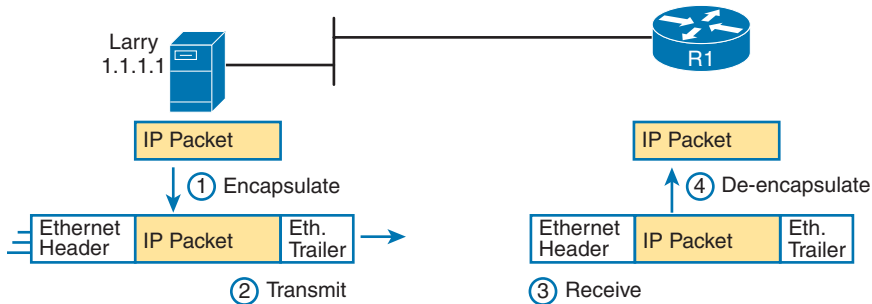 Larry
1.1.1.1
R1
IP Packet
IP Packet
1 Encapsulate
4 De-encapsulate
Ethernet
Header
IP Packet
Eth.
Trailer
Ethernet
Header
IP Packet
Eth.
Trailer
2 Transmit
3 Receive